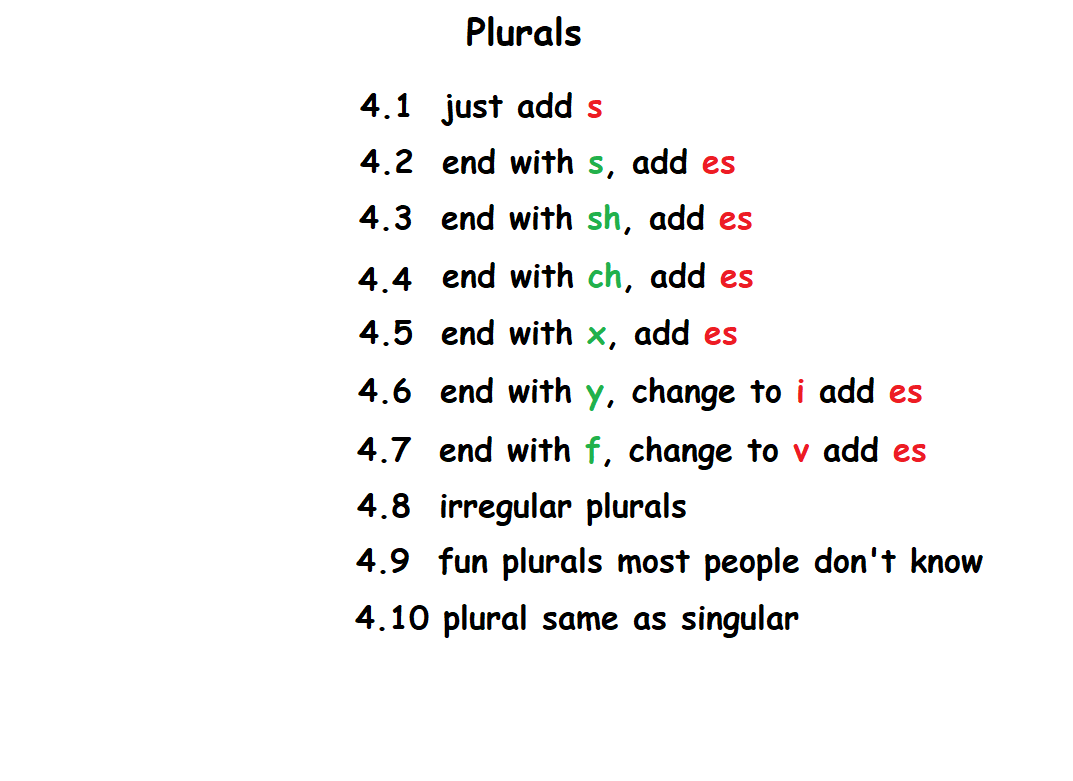 Plurals
4.1 just add s
4.2 end with s, add es
4.3 end with sh, add es
4.4 end with ch, add es
4.5 end with x, add es
4.6 end with y, change to i add es
4.7 end with f, change to v add es
4.8 irregular plurals
4.9 fun plurals most people don't know
4.10 plural same as singular